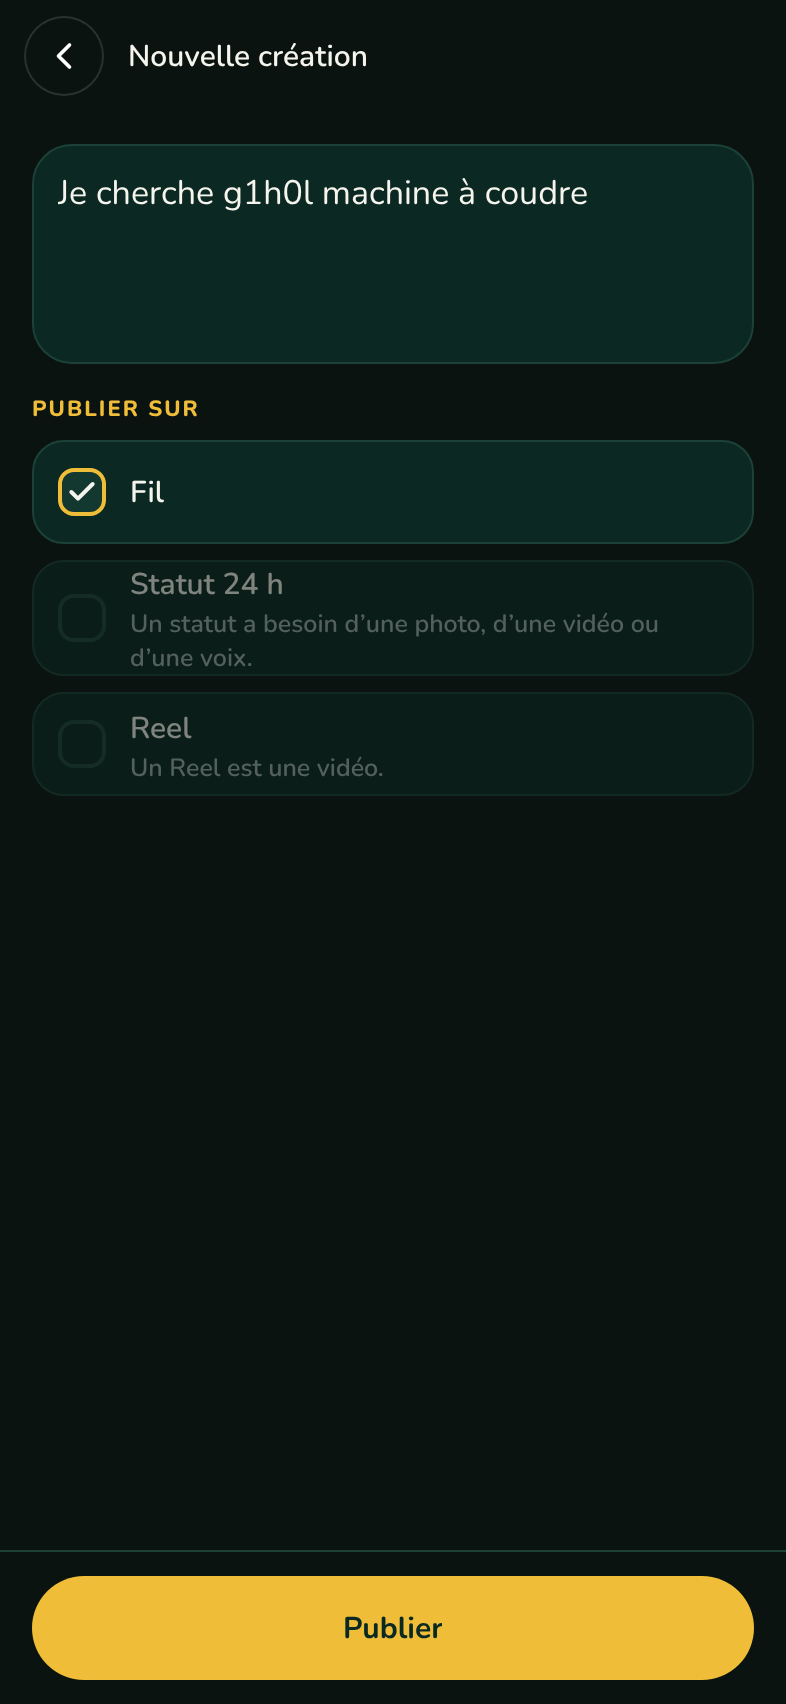 Nouvelle création
Je cherche g1h0l machine à coudre
PUBLIER SUR
Fil
Statut 24 h
Un statut a besoin d’une photo, d’une vidéo ou
d’une voix.
Reel
Un Reel est une vidéo.
Publier